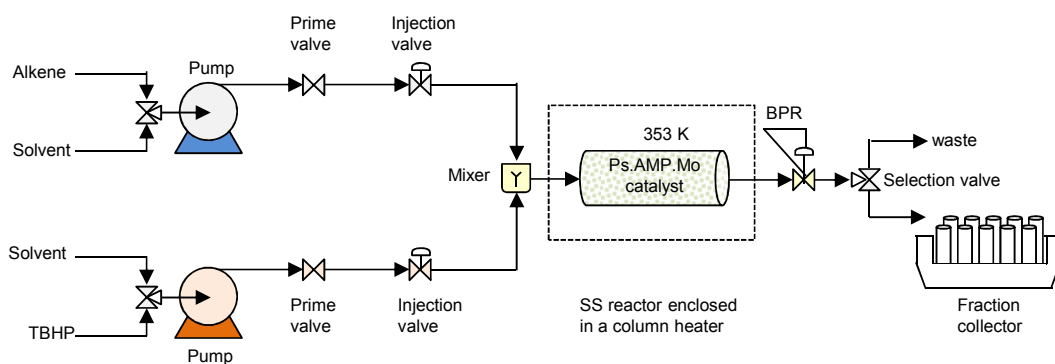 Prime
valve
Injection
valve
Alkene
Pump
Solvent
Mixer
353 K
Ps.AMP.Mo
catalyst
BPR
waste
Selection valve
Solvent
TBHP
Pump
Prime
valve
Injection
valve
SS reactor enclosed
in a column heater
Fraction
collector